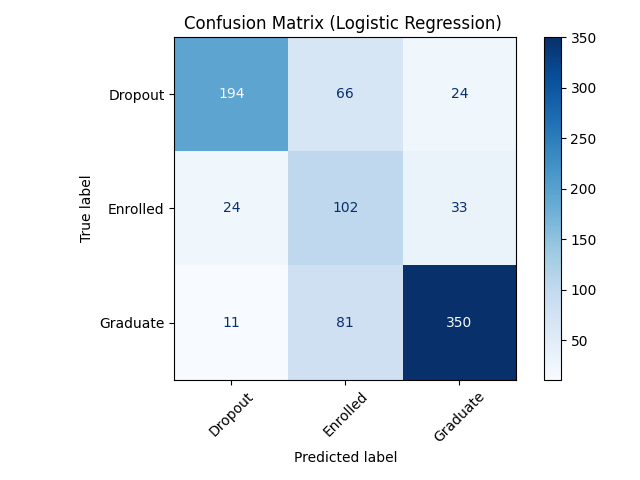 Confusion Matrix (Logistic Regression)
True label
Dropout
194 66 24
Enrolled
24 102 33
Graduate
11 81 350
Dropout Enrolled Graduate
Predicted label
350
300
250
200
150
100
50